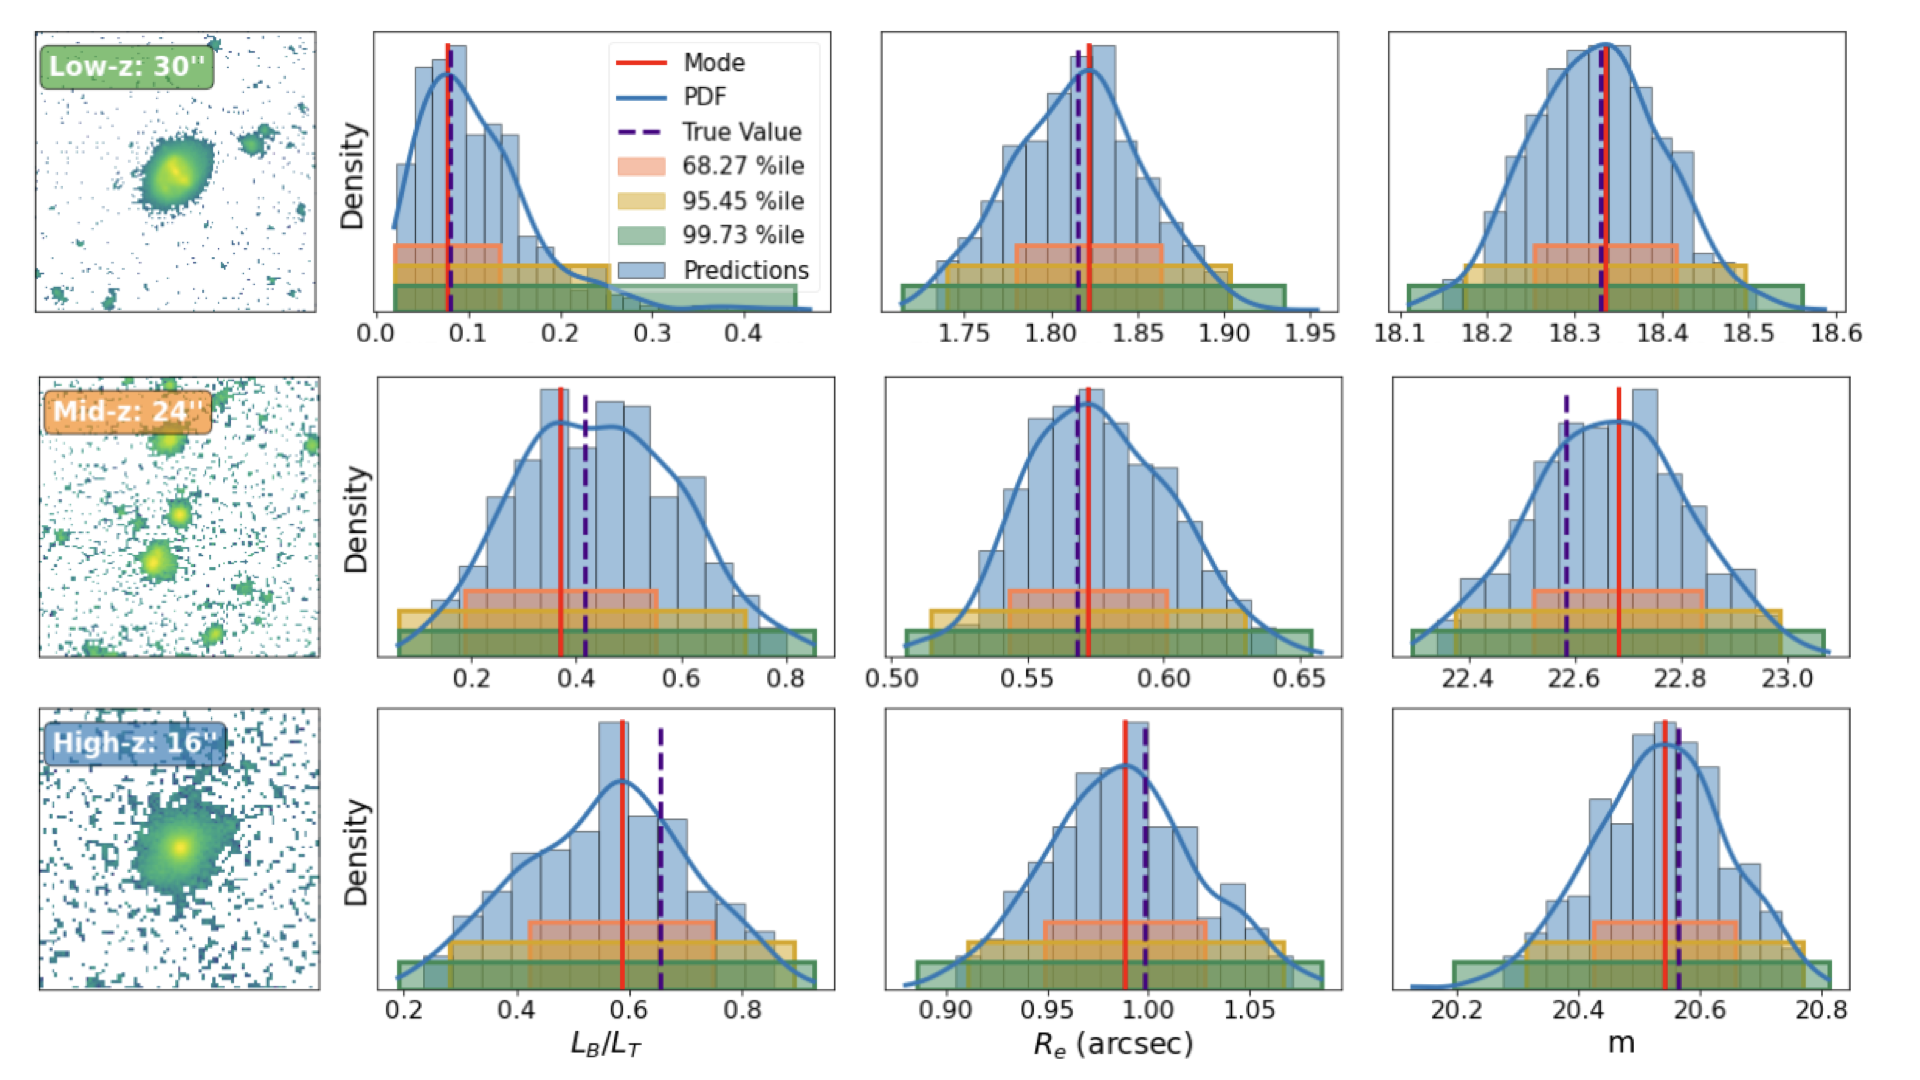 Low-z: 30''
Density
Mode
PDF
True Value
68.27 %ile
95.45 %ile
99.73 %ile
Predictions
0.0 0.1 0.2 0.3 0.4
1.75 1.80 1.85 1.90 1.95
18.1 18.2 18.3 18.4 18.5 18.6
Mid-z: 24''
Density
0.2 0.4 0.6 0.8
0.50 0.55 0.60 0.65
22.4 22.6 22.8 23.0
High-z: 16''
Density
0.2 0.4 0.6 0.8
0.90 0.95 1.00 1.05
20.2 20.4 20.6 20.8
L_B/L_T
R_e (arcsec)
m